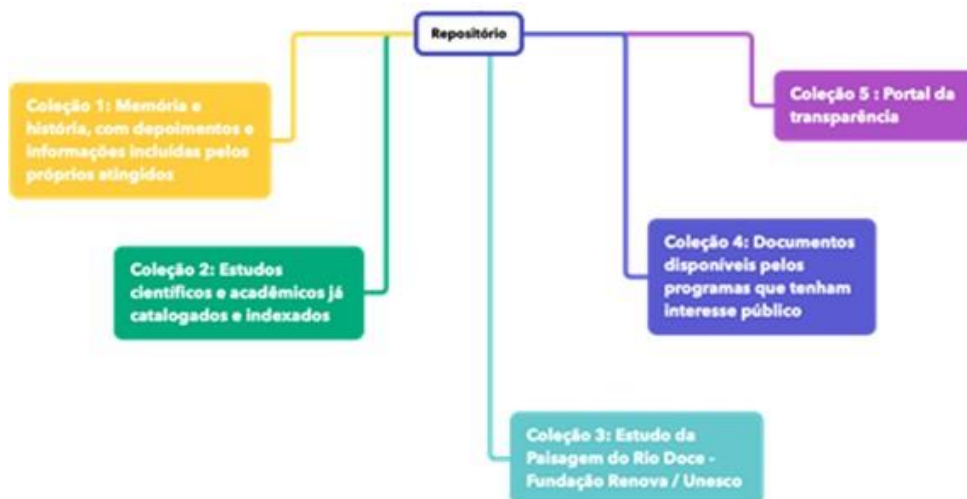 Repositório
Coleção 1: Memória e
história, com depoimentos e
informações incluídas pelos
próprios atingidos
Coleção 2: Estudos
científicos e acadêmicos já
catalogados e indexados
Coleção 3: Estudo da
Paisagem do Rio Doce -
Fundação Renova / Unesco
Coleção 4: Documentos
disponíveis pelos
programas que tenham
interesse público
Coleção 5 : Portal da
transparência